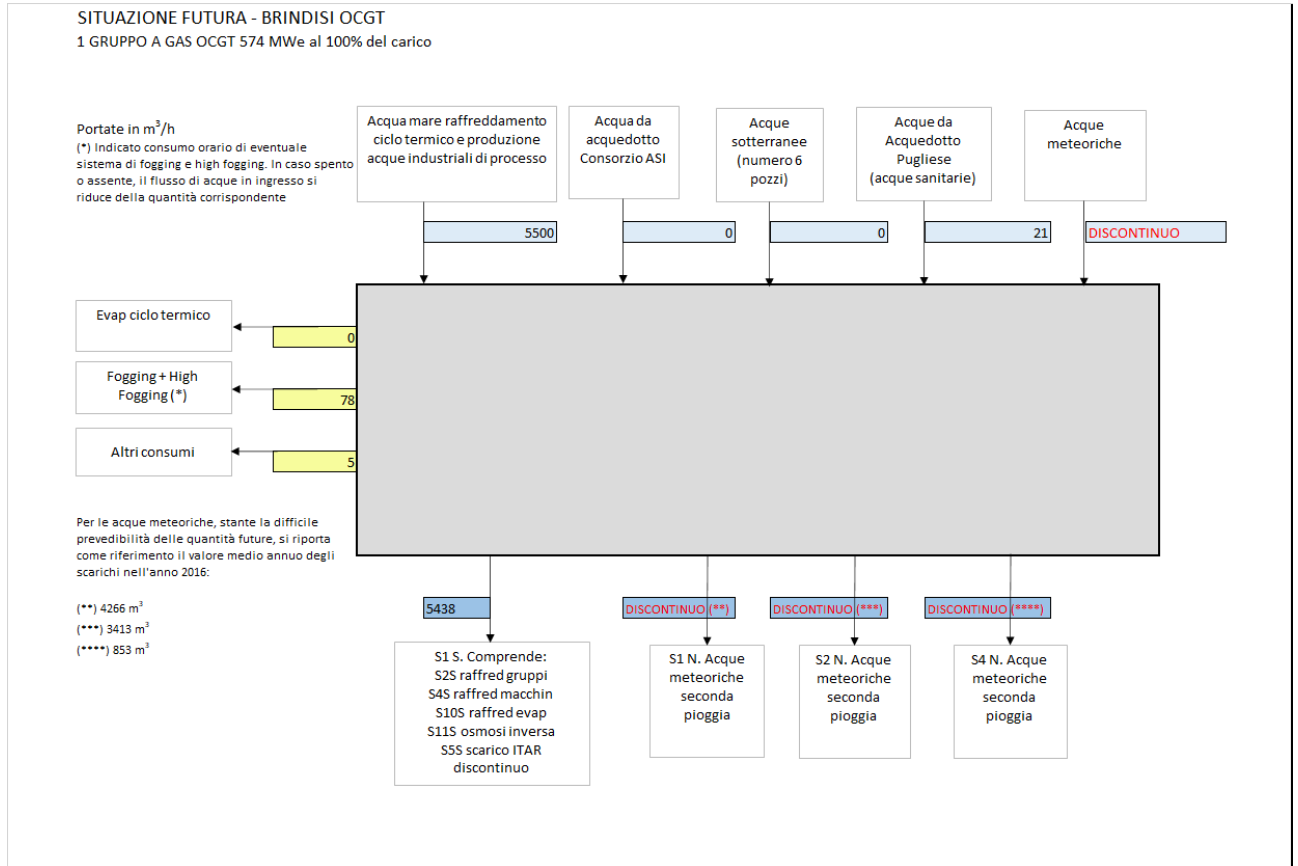 SITUAZIONE FUTURA - BRINDISI OCGT
1 GRUPPO A GAS OCGT 574 MWe al 100% del carico
Portate in m³/h
(*) Indicato consumo orario di eventuale
sistema di fogging e high fogging. In caso spento
o assente, il flusso di acque in ingresso si
riduce della quantità corrispondente
Acqua mare raffreddamento
ciclo termico e produzione
acque industriali di processo
Acqua da
acquedotto
Consorzio ASI
Acque
sotterranee
(numero 6
pozzi)
Acque da
Acquedotto
Pugliese
(acque sanitarie)
Acque
meteoriche
5500
0
0
21
DISCONTINUO
Evap ciclo termico
0
Fogging + High
Fogging (*)
78
Altri consumi
5
Per le acque meteoriche, stante la difficile
prevedibilità delle quantità future, si riporta
come riferimento il valore medio annuo degli
scarichi nell'anno 2016:
(**) 4266 m³
(***) 3413 m³
(****) 853 m³
5438
DISCONTINUO (**)
DISCONTINUO (***)
DISCONTINUO (****)
S1 S. Comprende:
S2S raffred gruppi
S4S raffred macchin
S10S raffred evap
S11S osmosi inversa
S5S scarico ITAR
discontinuo
S1 N. Acque
meteoriche
seconda
pioggia
S2 N. Acque
meteoriche
seconda
pioggia
S4 N. Acque
meteoriche
seconda
pioggia